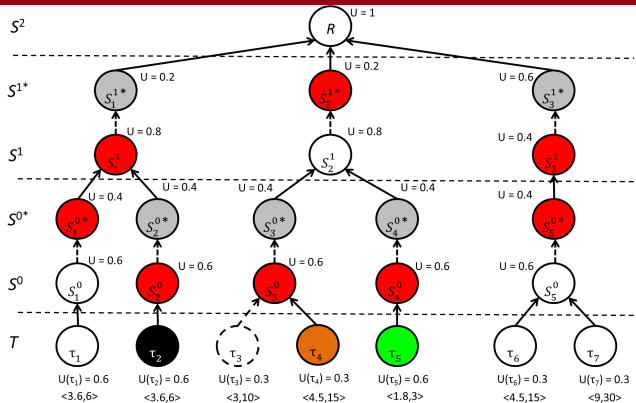 S² R U = 1
U = 0.2 U = 0.2 U = 0.6
S¹* S₁¹* S₂¹* S₃¹*
U = 0.8 U = 0.8 U = 0.4
S¹ S₁¹ S₂¹ S₃¹
U = 0.4 U = 0.4 U = 0.4 U = 0.4 U = 0.4
S⁰* S₁⁰* S₂⁰* S₃⁰* S₄⁰* S₅⁰*
U = 0.6 U = 0.6 U = 0.6 U = 0.6 U = 0.6
S⁰ S₁⁰ S₂⁰ S₃⁰ S₄⁰ S₅⁰
T τ₁ τ₂ τ₃ τ₄ τ₅ τ₆ τ₇
U(τ₁) = 0.6 U(τ₂) = 0.6 U(τ₃) = 0.3 U(τ₄) = 0.3 U(τ₅) = 0.6 U(τ₆) = 0.3 U(τ₇) = 0.3
<3.6,6> <3.6,6> <3,10> <4.5,15> <1.8,3> <4.5,15> <9,30>